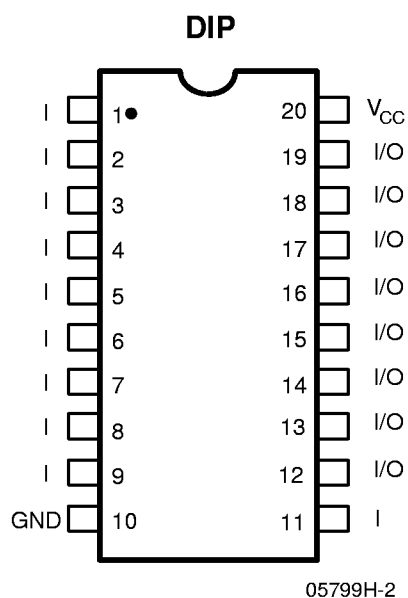 DIP
I 1 20 VCC
I 2 19 I/O
I 3 18 I/O
I 4 17 I/O
I 5 16 I/O
I 6 15 I/O
I 7 14 I/O
I 8 13 I/O
I 9 12 I/O
GND 10 11 I
05799H-2